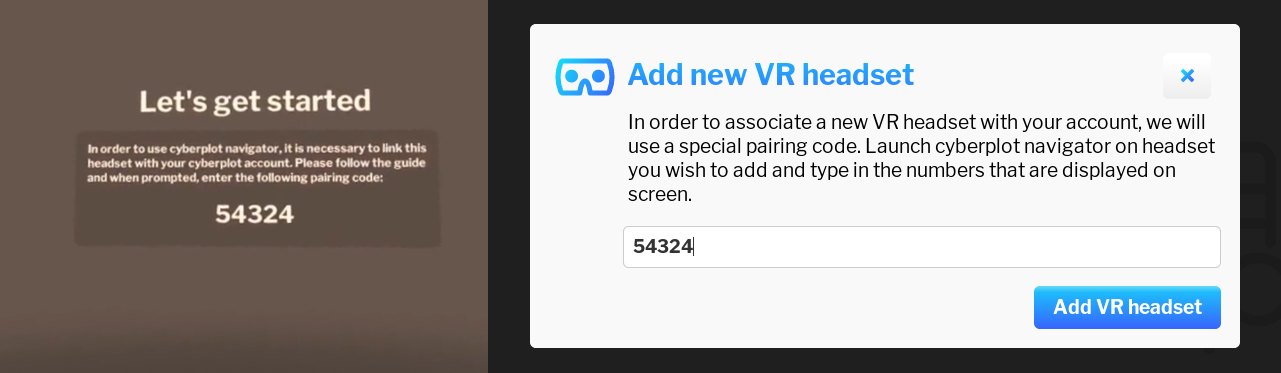 Let's get started
In order to use cyberplot navigator, it is necessary to link this
headset with your cyberplot account. Please follow the guide
and when prompted, enter the following pairing code:
54324
Add new VR headset
In order to associate a new VR headset with your account, we will
use a special pairing code. Launch cyberplot navigator on headset
you wish to add and type in the numbers that are displayed on
screen.
54324
Add VR headset